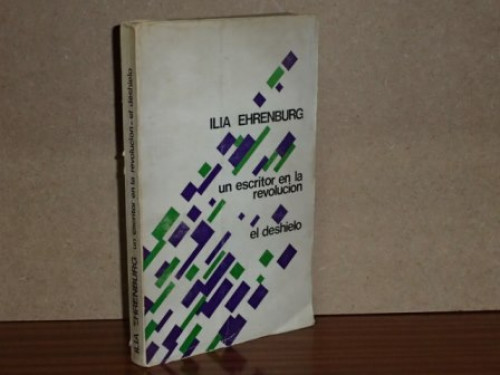 ILIA EHRENBURG
un escritor en la
revolucion
el deshielo
ILIA EHRENBURG un escritor en la revolucion - el deshielo